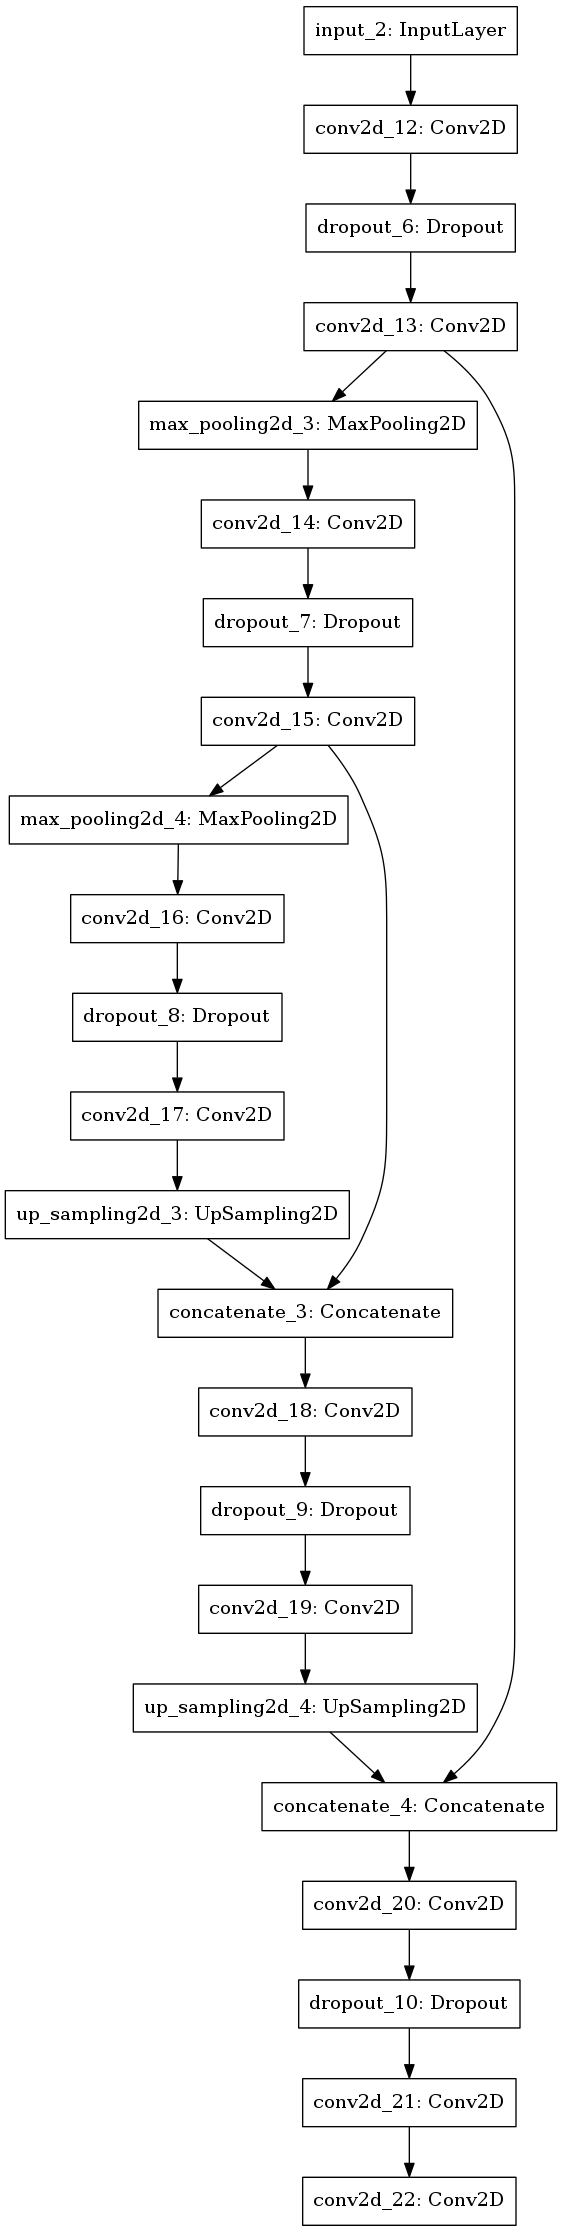 input_2: InputLayer
conv2d_12: Conv2D
dropout_6: Dropout
conv2d_13: Conv2D
max_pooling2d_3: MaxPooling2D
conv2d_14: Conv2D
dropout_7: Dropout
conv2d_15: Conv2D
max_pooling2d_4: MaxPooling2D
conv2d_16: Conv2D
dropout_8: Dropout
conv2d_17: Conv2D
up_sampling2d_3: UpSampling2D
concatenate_3: Concatenate
conv2d_18: Conv2D
dropout_9: Dropout
conv2d_19: Conv2D
up_sampling2d_4: UpSampling2D
concatenate_4: Concatenate
conv2d_20: Conv2D
dropout_10: Dropout
conv2d_21: Conv2D
conv2d_22: Conv2D